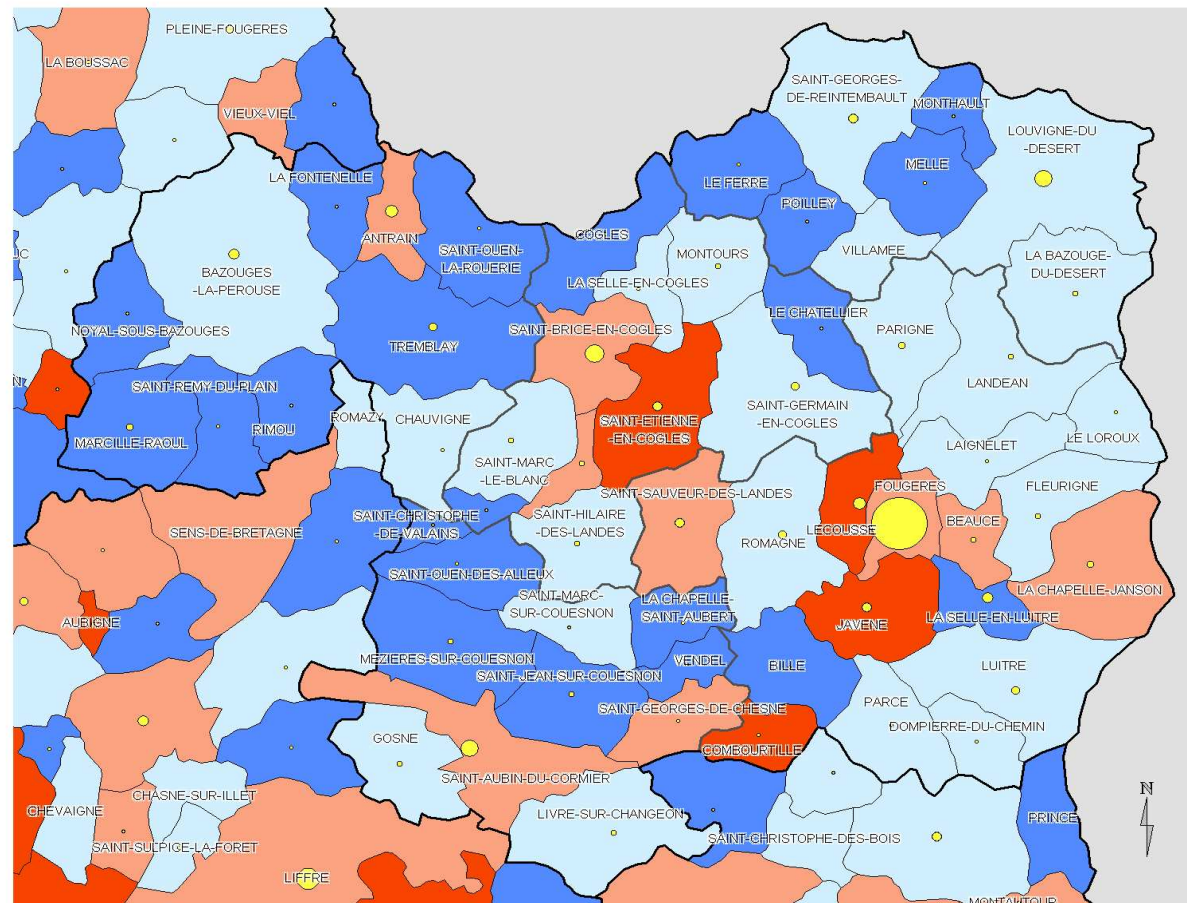 PLEINE-FOUGERES
LA BOUSSAC
VIEUX-VIEL
SAINT-GEORGES-
DE-REINTEMBAULT
MONTHAULT
LOUVIGNE-DU
-DESERT
MELLE
LE FERRE
POILLEY
LA FONTENELLE
ANTRAIN
SAINT-OUEN-
LA-ROUERIE
COGLES
MONTOURS
VILLAMEE
LA BAZOUGE-
DU-DESERT
BAZOUGES
-LA-PEROUSE
LA SELLE-EN-COGLES
NOYAL-SOUS-BAZOUGES
TREMBLAY
SAINT-BRICE-EN-COGLES
LE CHATELLIER
PARIGNE
LANDEAN
SAINT-REMY-DU-PLAIN
MARCILLE-RAOUL
RIMOU
ROMAZY
CHAUVIGNE
SAINT-ETIENNE
-EN-COGLES
SAINT-GERMAIN
-EN-COGLES
LAIGNELET
LE LOROUX
SAINT-MARC
-LE-BLANC
SAINT-SAUVEUR-DES-LANDES
FOUGERES
FLEURIGNE
SENS-DE-BRETAGNE
SAINT-CHRISTOPHE
-DE-VALAINS
SAINT-HILAIRE
-DES-LANDES
ROMAGNE
LECOUSSE
BEAUCE
SAINT-OUEN-DES-ALLEUX
SAINT-MARC-
SUR-COUESNON
LA CHAPELLE-
SAINT-AUBERT
JAVENE
LA SELLE-EN-LUITRE
LA CHAPELLE-JANSON
AUBIGNE
MEZIERES-SUR-COUESNON
SAINT-JEAN-SUR-COUESNON
VENDEL
BILLE
LUITRE
SAINT-GEORGES-DE-CHESNE
PARCE
DOMPIERRE-DU-CHEMIN
GOSNE
COMBOURTILLE
SAINT-AUBIN-DU-CORMIER
CHASNE-SUR-ILLET
CHEVAIGNE
LIVRE-SUR-CHANGEON
SAINT-CHRISTOPHE-DES-BOIS
PRINCE
SAINT-SULPICE-LA-FORET
LIFFRE
MONTAUTOUR
N